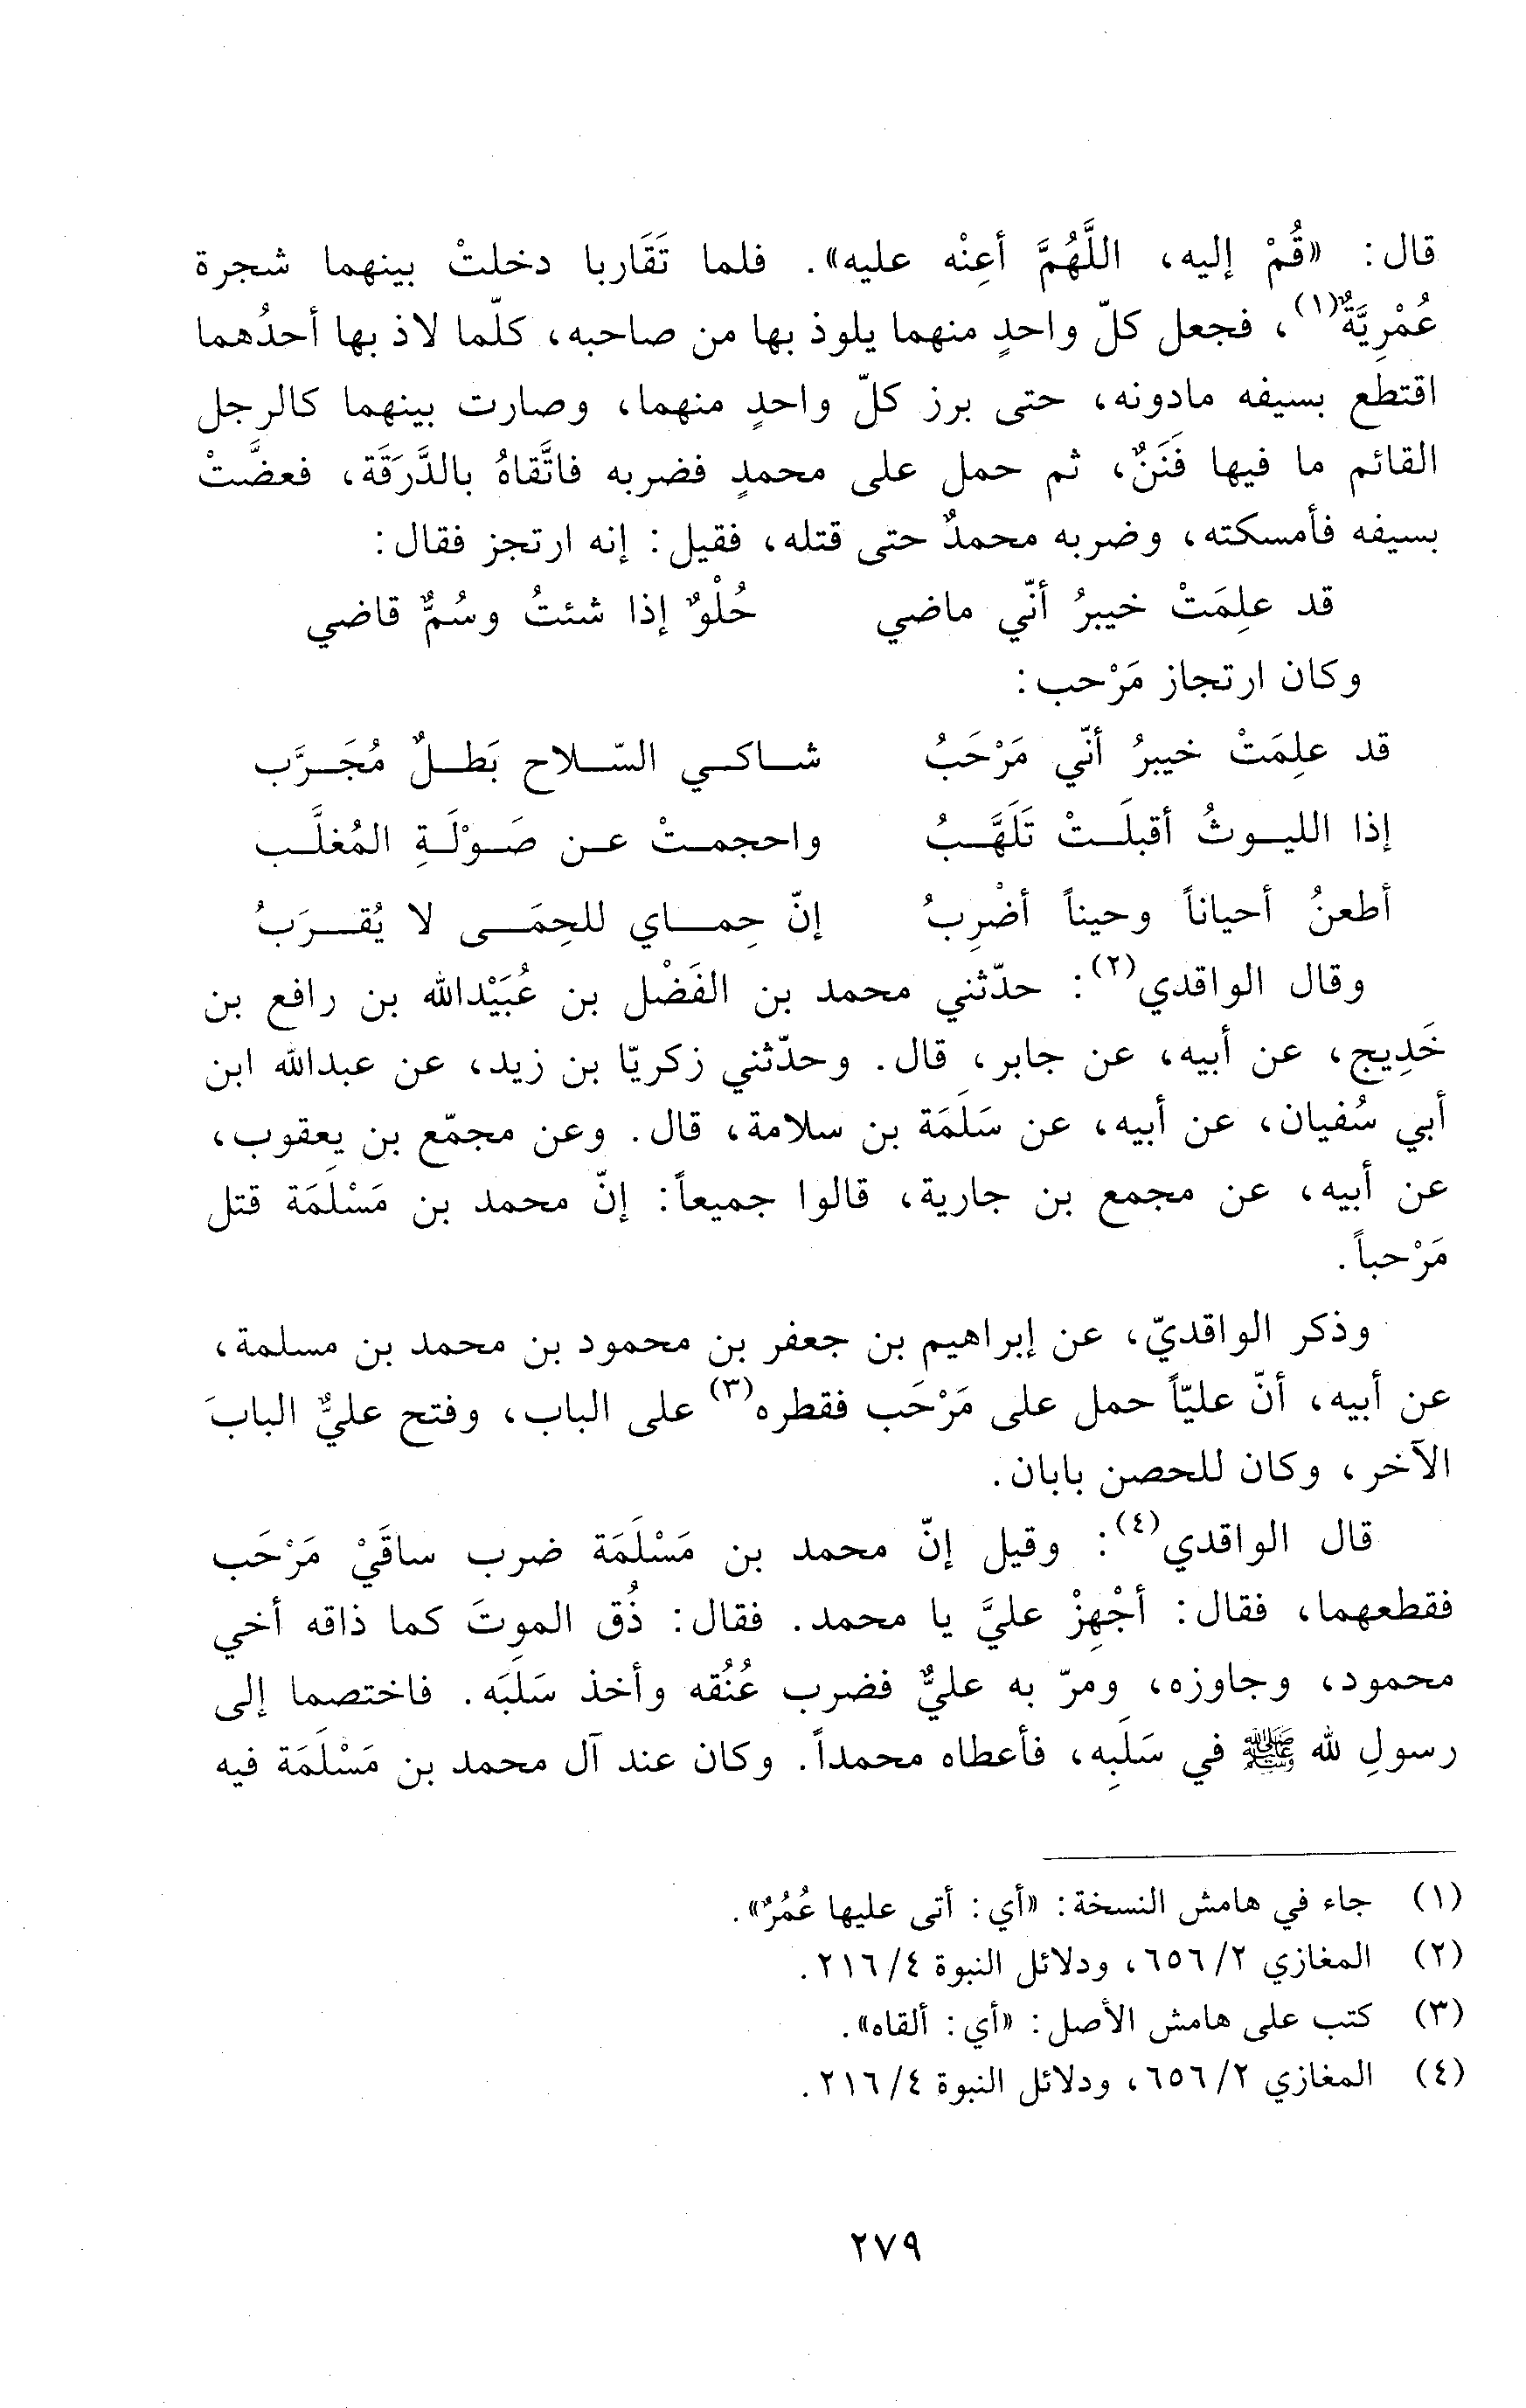 قال: «قُمْ إليه، اللَّهُمَّ أعِنْه عليه». فلما تَقَاربا دخلتْ بينهما شجرة
عُمْرِيَّةٌ(١)، فجعل كلّ واحدٍ منهما يلوذ بها من صاحبه، كلّما لاذ بها أحدُهما
اقتطع بسيفه مادونه، حتى برز كلّ واحدٍ منهما، وصارت بينهما كالرجل
القائم ما فيها فَنَنٌ، ثم حمل على محمدٍ فضربه فاتَّقاهُ بالدَّرَقَة، فعضَّتْ
بسيفه فأمسكته، وضربه محمدٌ حتى قتله، فقيل: إنه ارتجز فقال:
قد علِمَتْ خيبرُ أنّي ماضي حُلْوٌ إذا شئتُ وسُمٌّ قاضي
وكان ارتجاز مَرْحب:
قد علِمَتْ خيبرُ أنّي مَرْحَبُ شاكي السّلاح بَطلٌ مُجَرَّب
إذا الليوثُ أقبلَتْ تَلَهَّبُ واحجمتْ عن صَوْلَةِ المُغلَّب
أطعنُ أحياناً وحيناً أضْرِبُ إنّ حِماي للحِمَى لا يُقرَبُ
وقال الواقدي(٢): حدّثني محمد بن الفَضْل بن عُبَيْدالله بن رافع بن
خَدِيج، عن أبيه، عن جابر، قال. وحدّثني زكريّا بن زيد، عن عبدالله ابن
أبي سُفيان، عن أبيه، عن سَلَمَة بن سلامة، قال. وعن مجمّع بن يعقوب،
عن أبيه، عن مجمع بن جارية، قالوا جميعاً: إنّ محمد بن مَسْلَمَة قتل
مَرْحباً.
وذكر الواقديّ، عن إبراهيم بن جعفر بن محمود بن محمد بن مسلمة،
عن أبيه، أنّ عليّاً حمل على مَرْحَب فقطره(٣) على الباب، وفتح عليٌّ البابَ
الآخر، وكان للحصن بابان.
قال الواقدي(٤): وقيل إنّ محمد بن مَسْلَمَة ضرب ساقَيْ مَرْحَب
فقطعهما، فقال: أجْهِزْ عليَّ يا محمد. فقال: ذُق الموتَ كما ذاقه أخي
محمود، وجاوزه، ومرّ به عليٌّ فضرب عُنُقه وأخذ سَلَبَه. فاختصما إلى
رسولِ لله ﷺ في سَلَبِه، فأعطاه محمداً. وكان عند آل محمد بن مَسْلَمَة فيه
(١) جاء في هامش النسخة: «أي: أتى عليها عُمُرٌ».
(٢) المغازي ٢/ ٦٥٦، ودلائل النبوة ٤/ ٢١٦.
(٣) كتب على هامش الأصل: «أي: ألقاه».
(٤) المغازي ٢/ ٦٥٦، ودلائل النبوة ٤/ ٢١٦.
٢٧٩